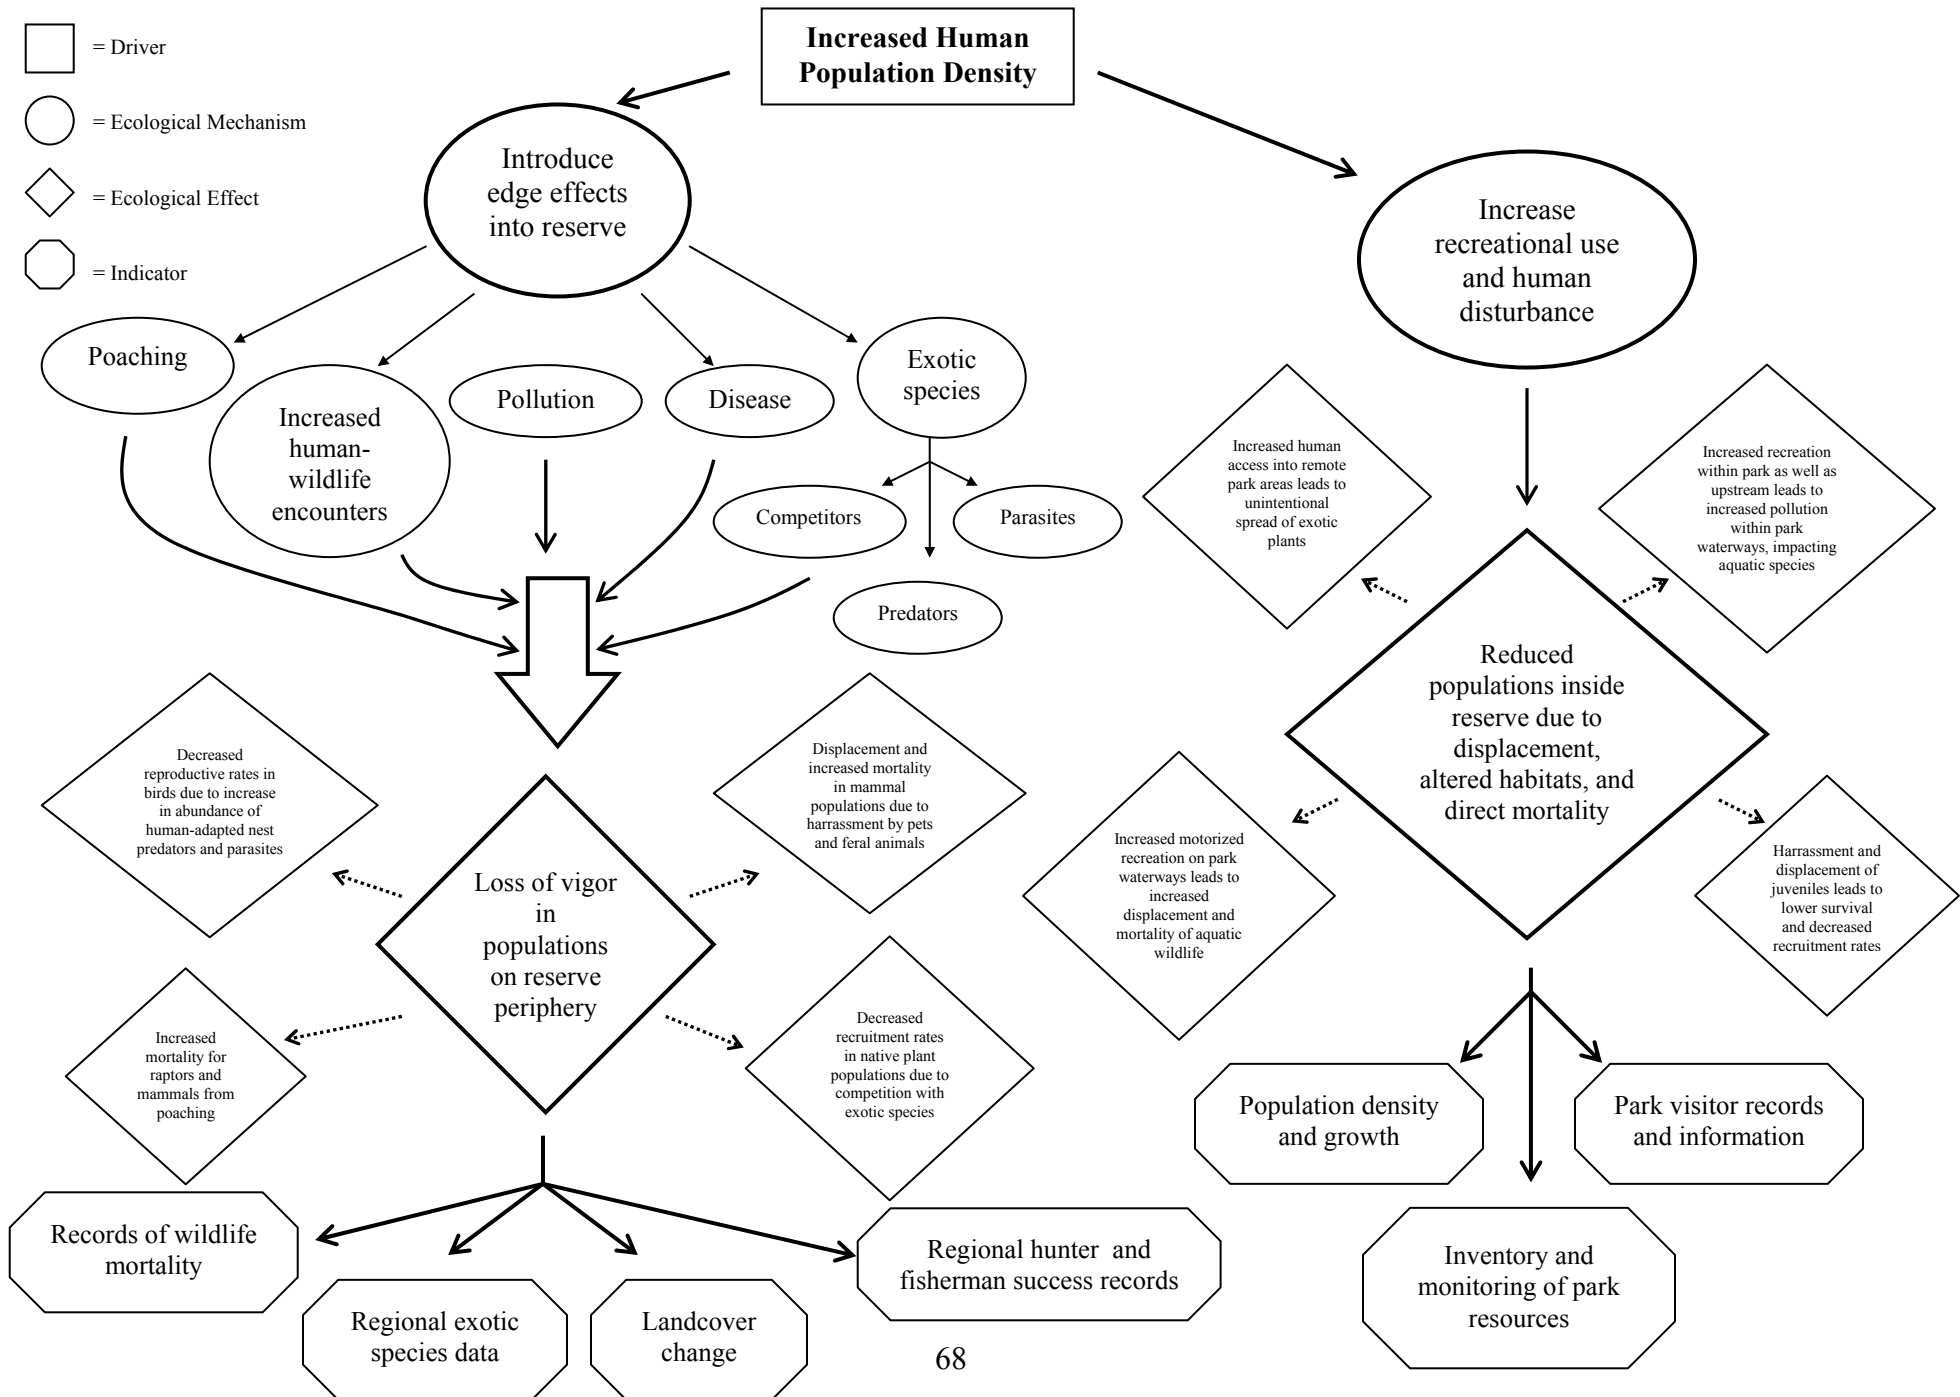 = Driver
= Ecological Mechanism
= Ecological Effect
= Indicator
Increased Human
Population Density
Introduce
edge effects
into reserve
Increase
recreational use
and human
disturbance
Poaching
Increased
human-
wildlife
encounters
Pollution
Disease
Exotic
species
Competitors
Parasites
Predators
Increased human
access into remote
park areas leads to
unintentional
spread of exotic
plants
Increased recreation
within park as well as
upstream leads to
increased pollution
within park
waterways, impacting
aquatic species
Reduced
populations inside
reserve due to
displacement,
altered habitats, and
direct mortality
Decreased
reproductive rates in
birds due to increase
in abundance of
human-adapted nest
predators and parasites
Displacement and
increased mortality
in mammal
populations due to
harrassment by pets
and feral animals
Loss of vigor
in
populations
on reserve
periphery
Increased motorized
recreation on park
waterways leads to
increased
displacement and
mortality of aquatic
wildlife
Harrassment and
displacement of
juveniles leads to
lower survival
and decreased
recruitment rates
Increased
mortality for
raptors and
mammals from
poaching
Decreased
recruitment rates
in native plant
populations due to
competition with
exotic species
Population density
and growth
Park visitor records
and information
Inventory and
monitoring of park
resources
Records of wildlife
mortality
Regional exotic
species data
Landcover
change
Regional hunter and
fisherman success records
68